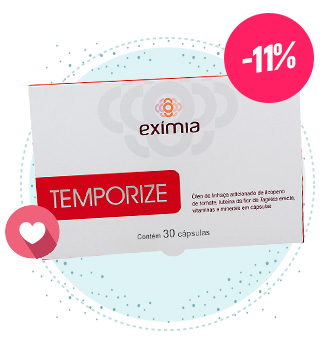 -11%
eximia
TEMPORIZE
Óleo de linhaça adicionado de licopeno
de tomate, luteína da flor de Tagetes erecta,
vitaminas e minerais em cápsulas
Contém 30 cápsulas